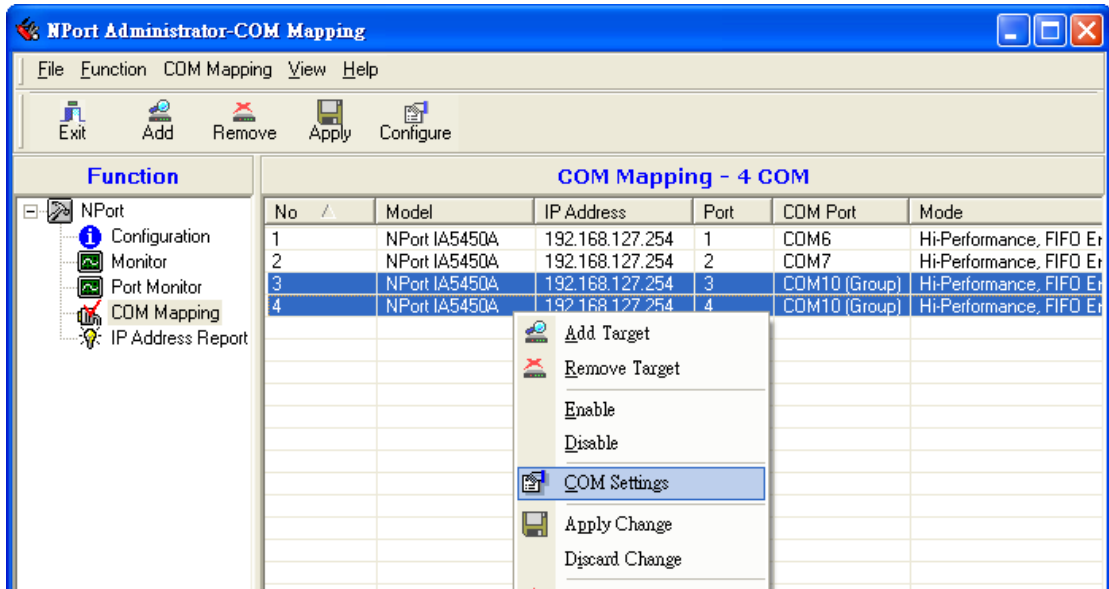 NPort Administrator-COM Mapping
File Function COM Mapping View Help
Exit Add Remove Apply Configure
Function
COM Mapping - 4 COM
NPort
Configuration
Monitor
Port Monitor
COM Mapping
IP Address Report
No Model IP Address Port COM Port Mode
1 NPort IA5450A 192.168.127.254 1 COM6 Hi-Performance, FIFO Er
2 NPort IA5450A 192.168.127.254 2 COM7 Hi-Performance, FIFO Er
3 NPort IA5450A 192.168.127.254 3 COM10 (Group) Hi-Performance, FIFO Er
4 NPort IA5450A 192.168.127.254 4 COM10 (Group) Hi-Performance, FIFO Er
Add Target
Remove Target
Enable
Disable
COM Settings
Apply Change
Discard Change